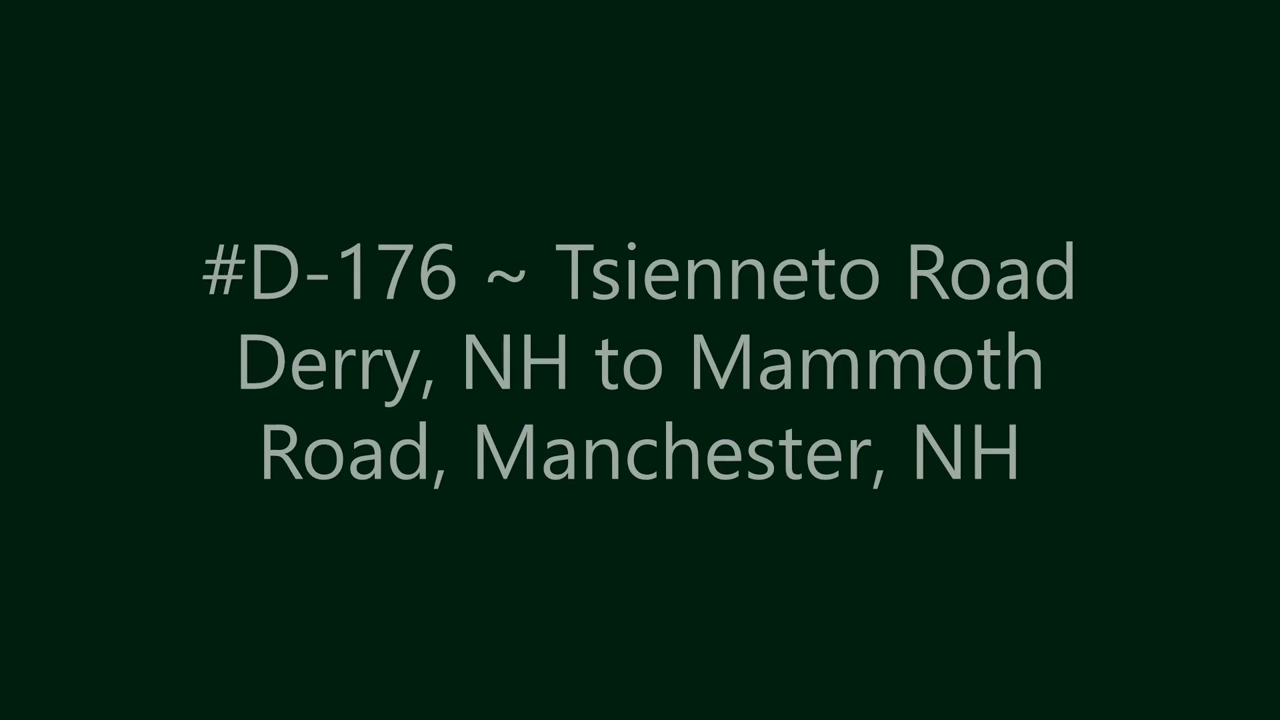 #D-176 ~ Tsienneto Road
Derry, NH to Mammoth
Road, Manchester, NH